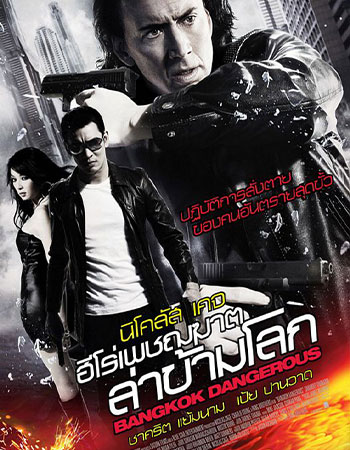 ปฏิบัติการสั่งตาย
ของคนอันตรายสุดขั้ว
นิโคลัส เคจ
ฮีโร่เพชฌฆาต
ล่าข้ามโลก
BANGKOK DANGEROUS
ชาคริต แย้มนาม เป้ย ปานวาด